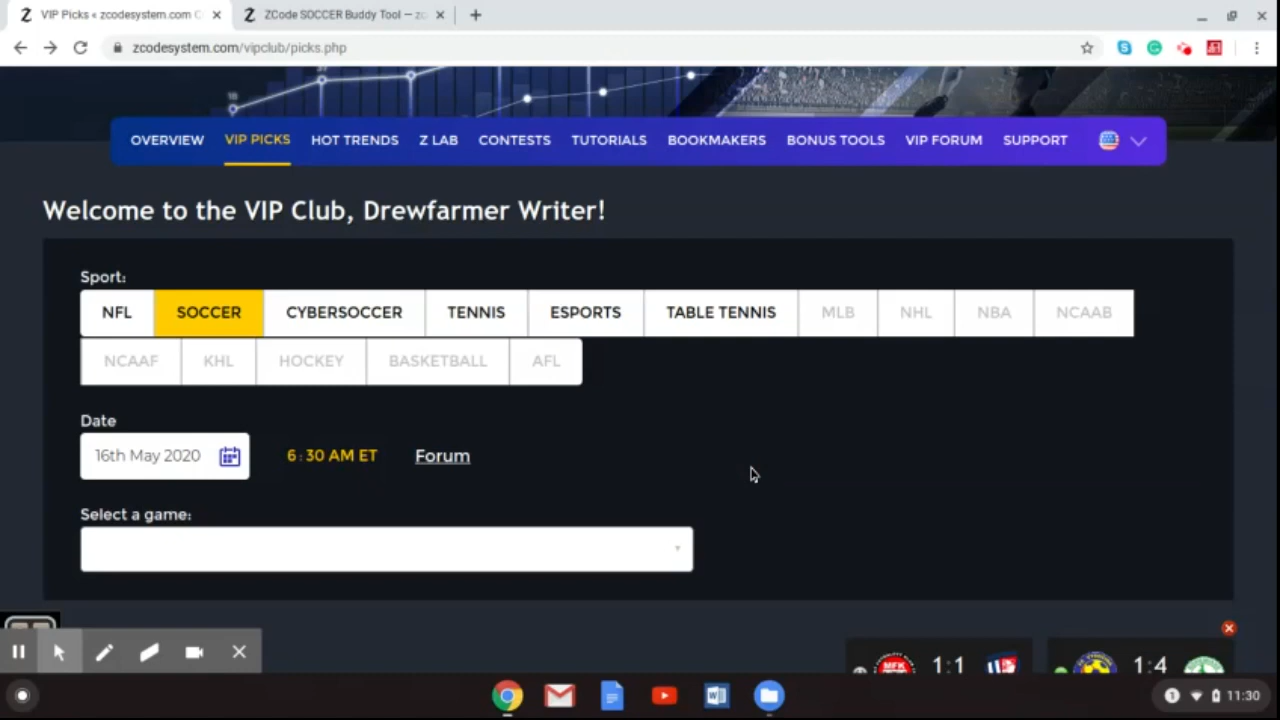 VIP Picks « zcodesystem.com C
ZCode SOCCER Buddy Tool — zc
zcodesystem.com/vipclub/picks.php
OVERVIEW VIP PICKS HOT TRENDS Z LAB CONTESTS TUTORIALS BOOKMAKERS BONUS TOOLS VIP FORUM SUPPORT
Welcome to the VIP Club, Drewfarmer Writer!
Sport:
NFL SOCCER CYBERSOCCER TENNIS ESPORTS TABLE TENNIS MLB NHL NBA NCAAB
NCAAF KHL HOCKEY BASKETBALL AFL
Date
16th May 2020 6:30 AM ET Forum
Select a game:
MFK 1:1 1:4
1 11:30